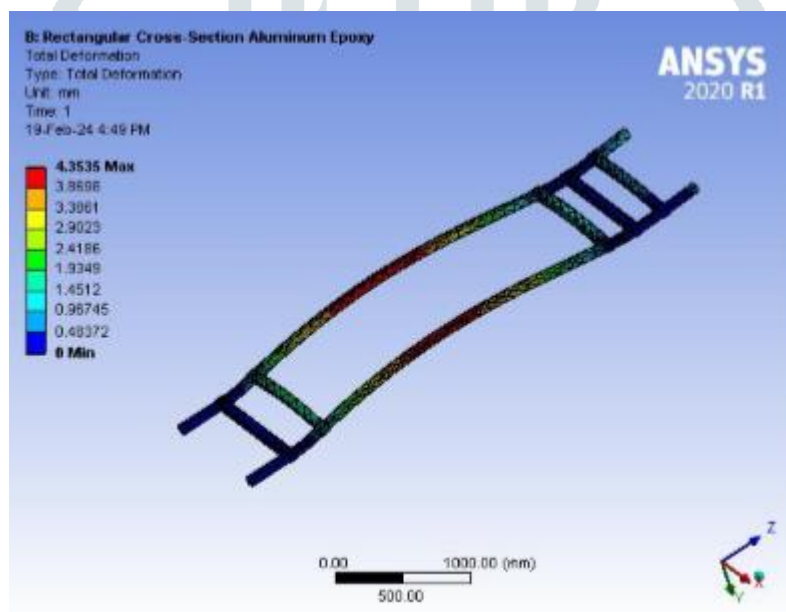 B: Rectangular Cross-Section Aluminum Epoxy
Total Deformation
Type: Total Deformation
Unit: mm
Time: 1
19-Feb-24 4:49 PM
ANSYS
2020 R1
4.3535 Max
3.8698
3.3861
2.9023
2.4186
1.9349
1.4512
0.96745
0.48372
0 Min
0.00 1000.00 (mm)
500.00
Z
X
Y